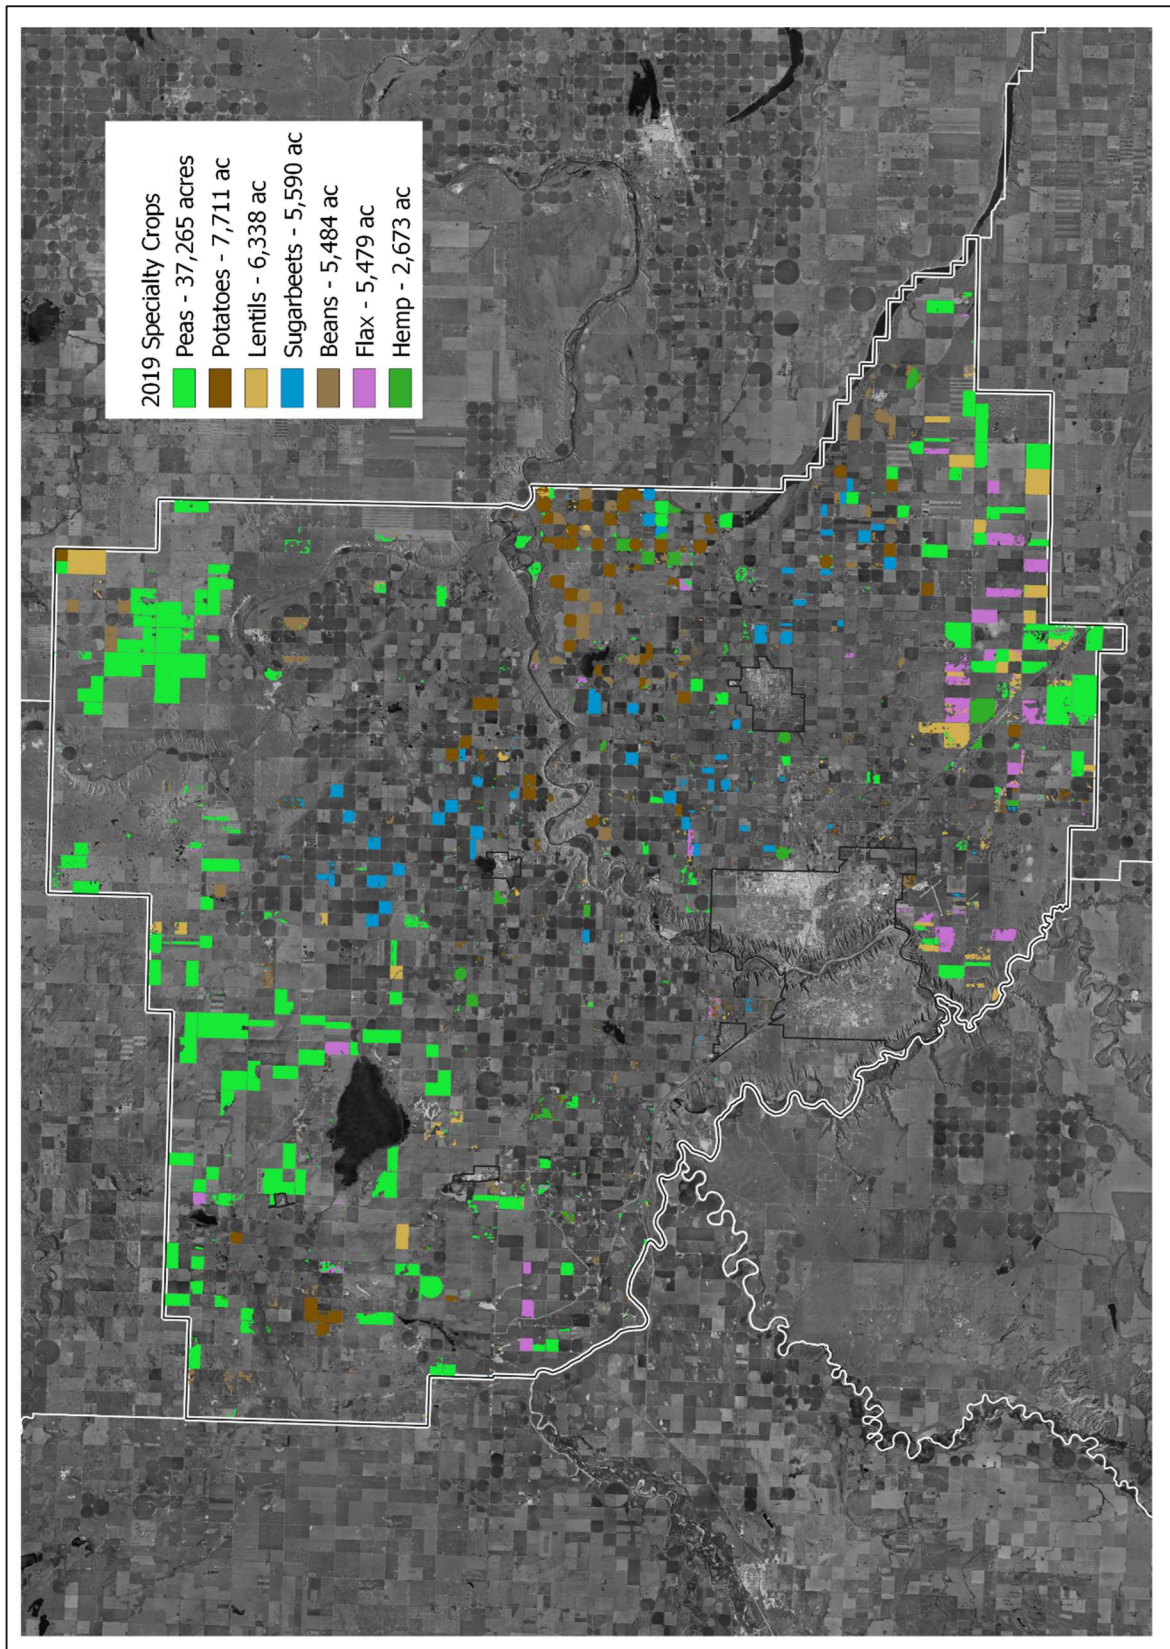 2019 Specialty Crops
Peas - 37,265 acres
Potatoes - 7,711 ac
Lentils - 6,338 ac
Sugarbeets - 5,590 ac
Beans - 5,484 ac
Flax - 5,479 ac
Hemp - 2,673 ac